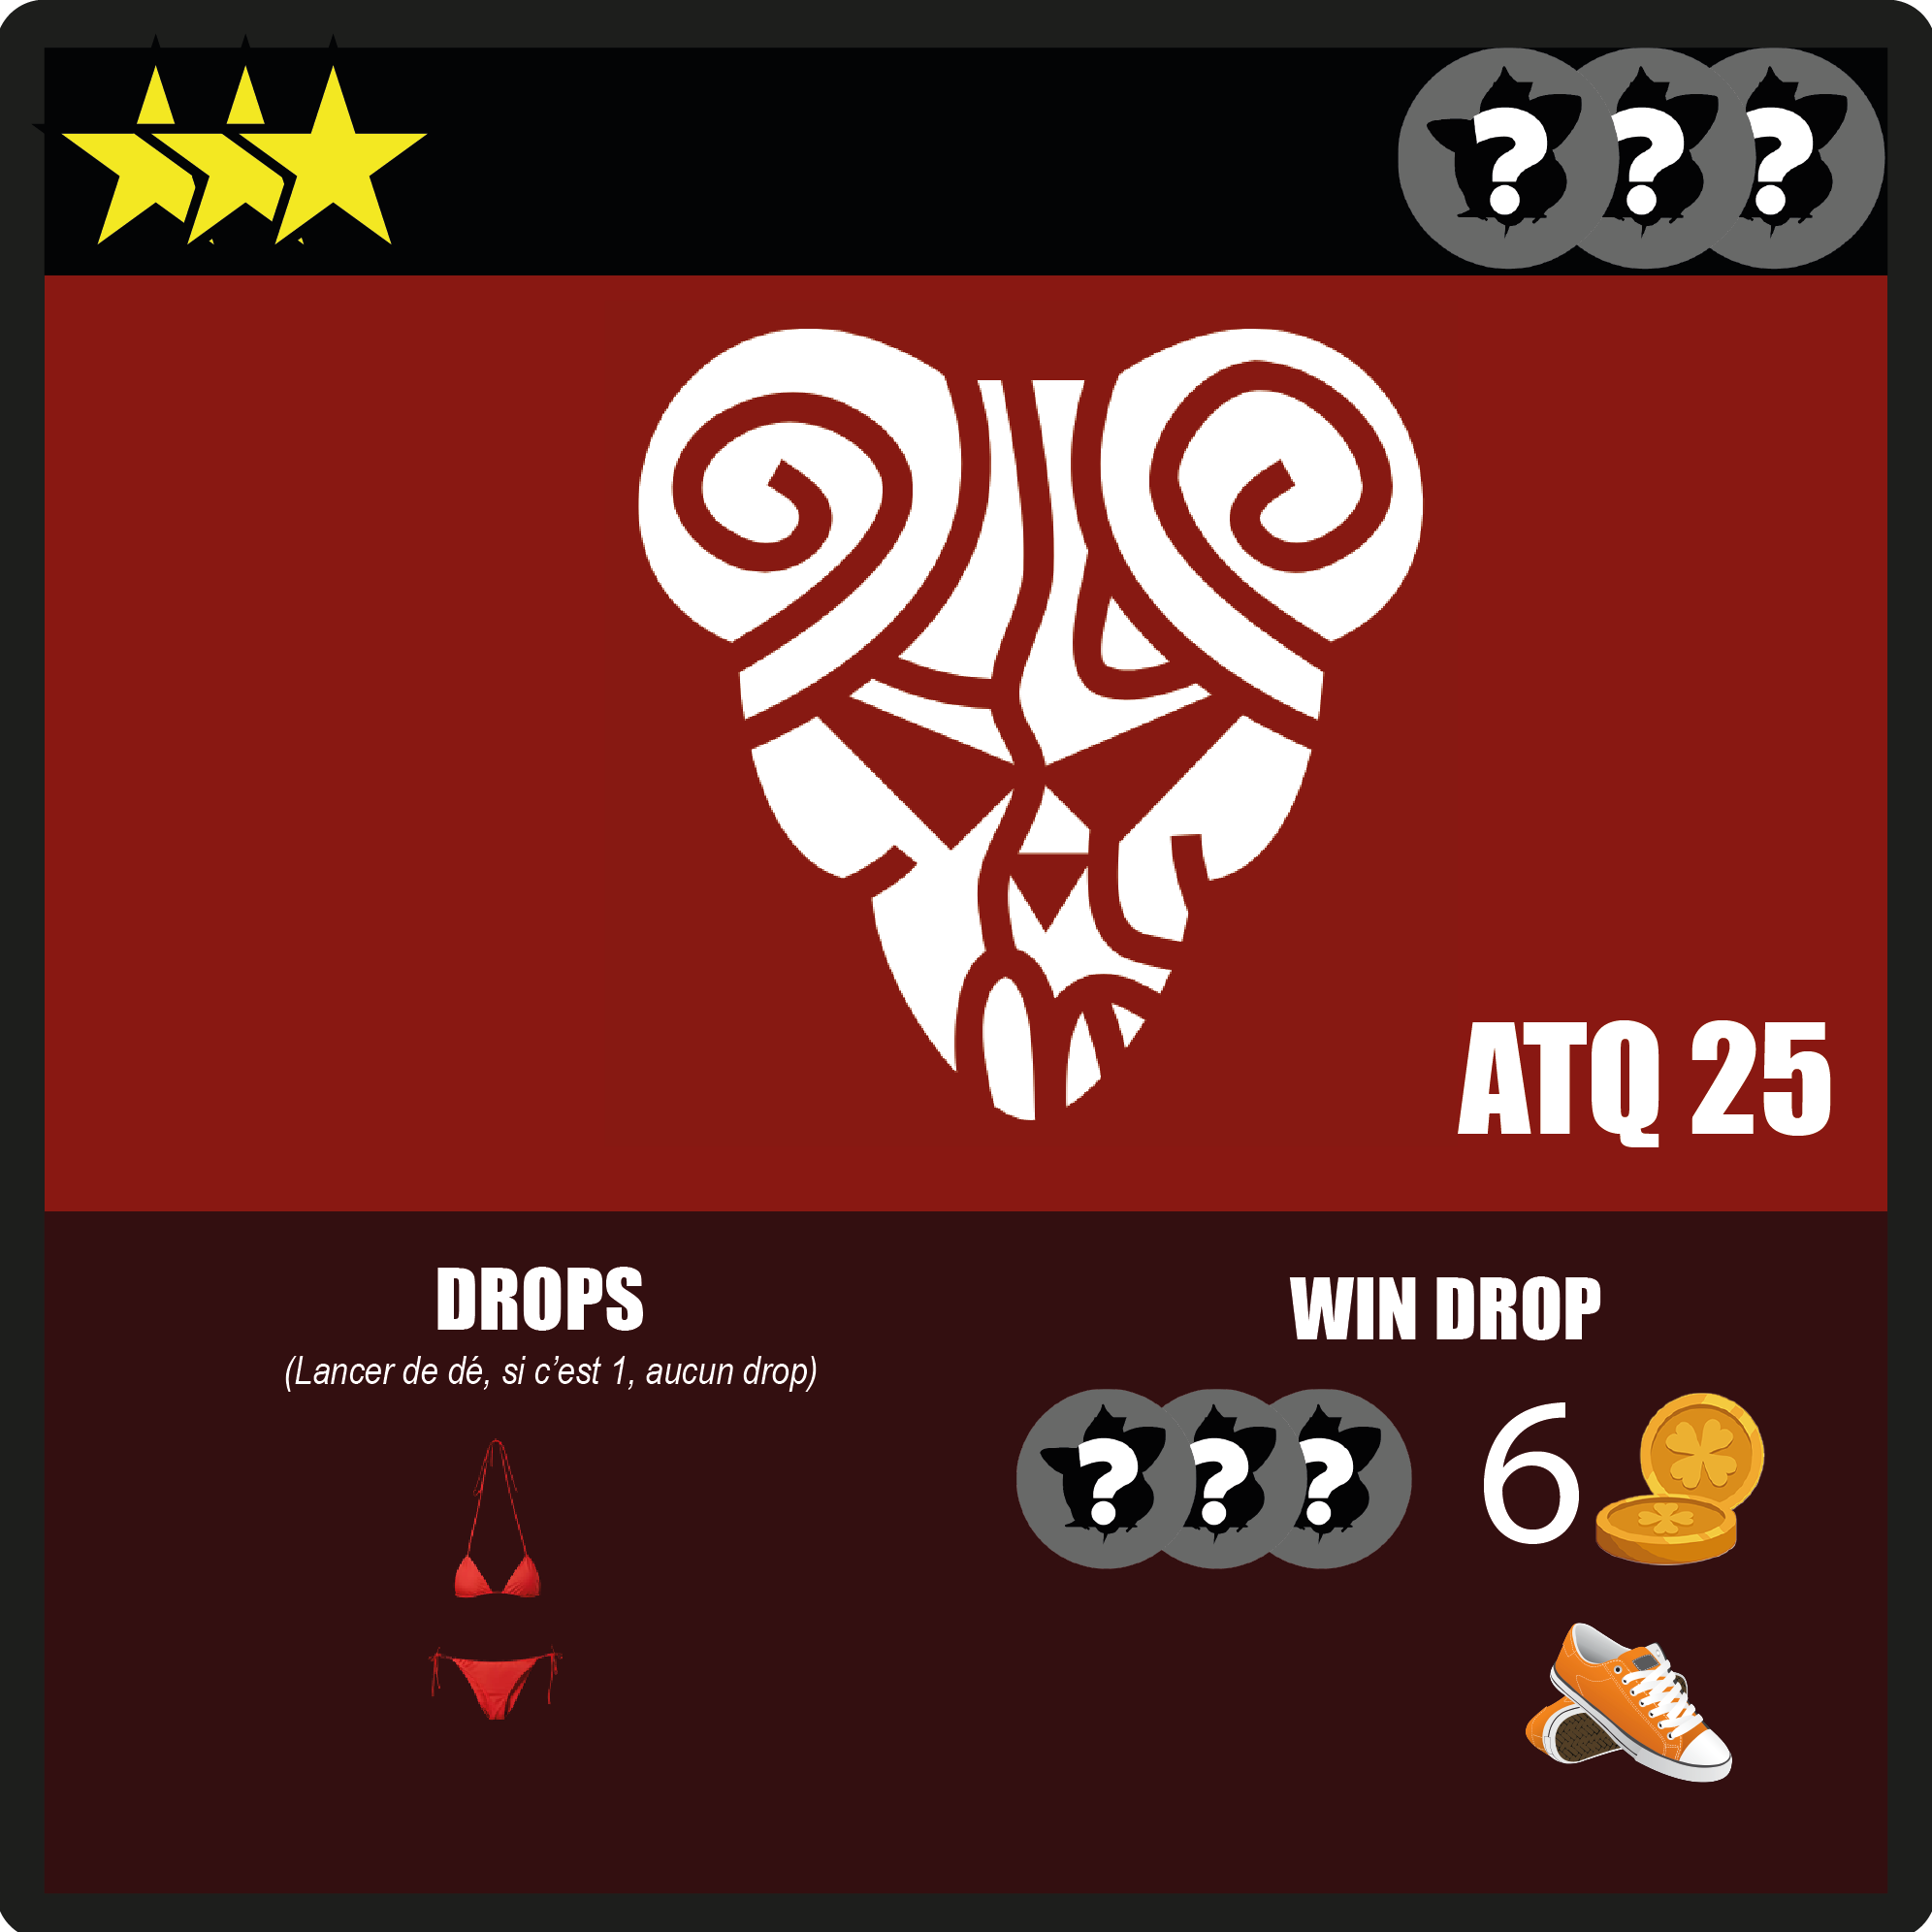 ? ? ?
ATQ 25
DROPS
(Lancer de dé, si c'est 1, aucun drop)
WIN DROP
? ? ? 6